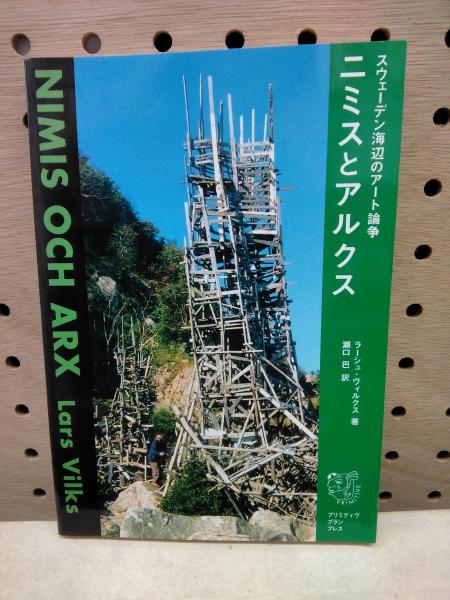 スウェーデン海辺のアート論争
ニミスとアルクス
ラーシュ・ヴィルクス 著
瀬口 巴 訳
NIMIS OCH ARX Lars Vilks
プリミティヴ
プラン
プレス